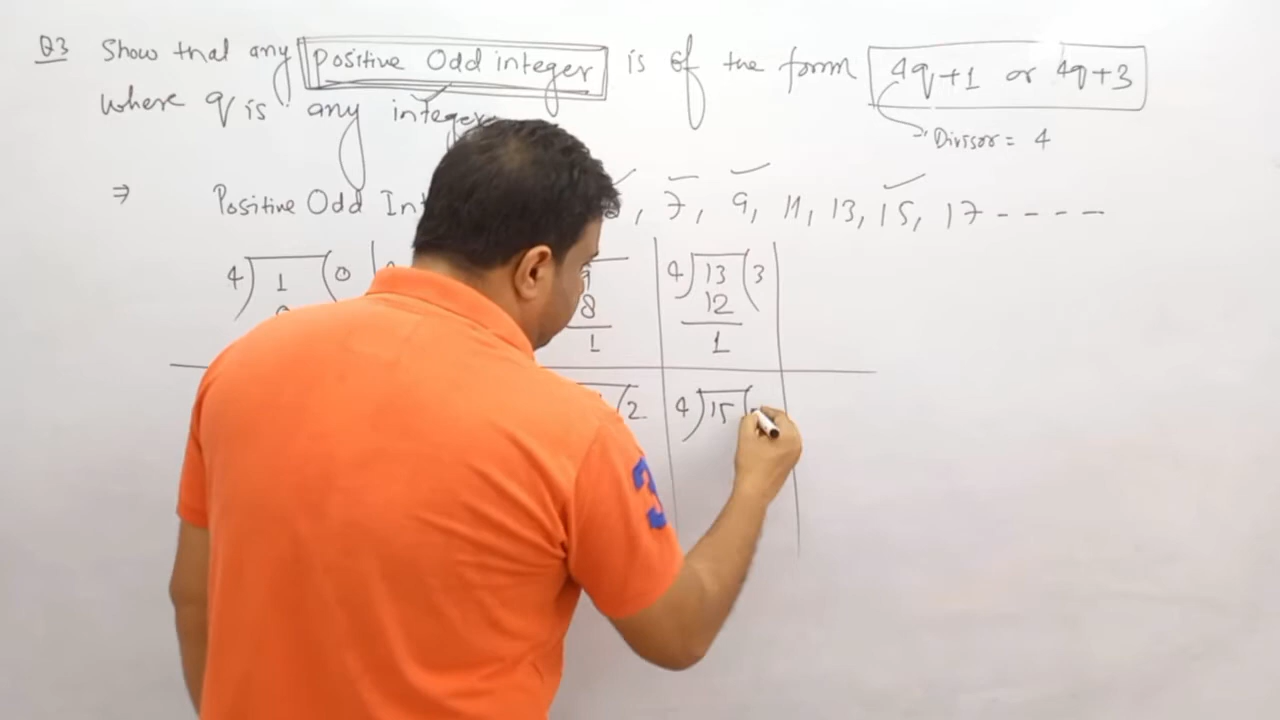 Q3 Show that any positive Odd integer is of the form 4q+1 or 4q+3
where q is any integer
Divisor = 4
⇒ Positive Odd Int , 7, 9, 11, 13, 15, 17 - - - -
4 1 0
8
1
4 13 3
12
1
2
4 15
3